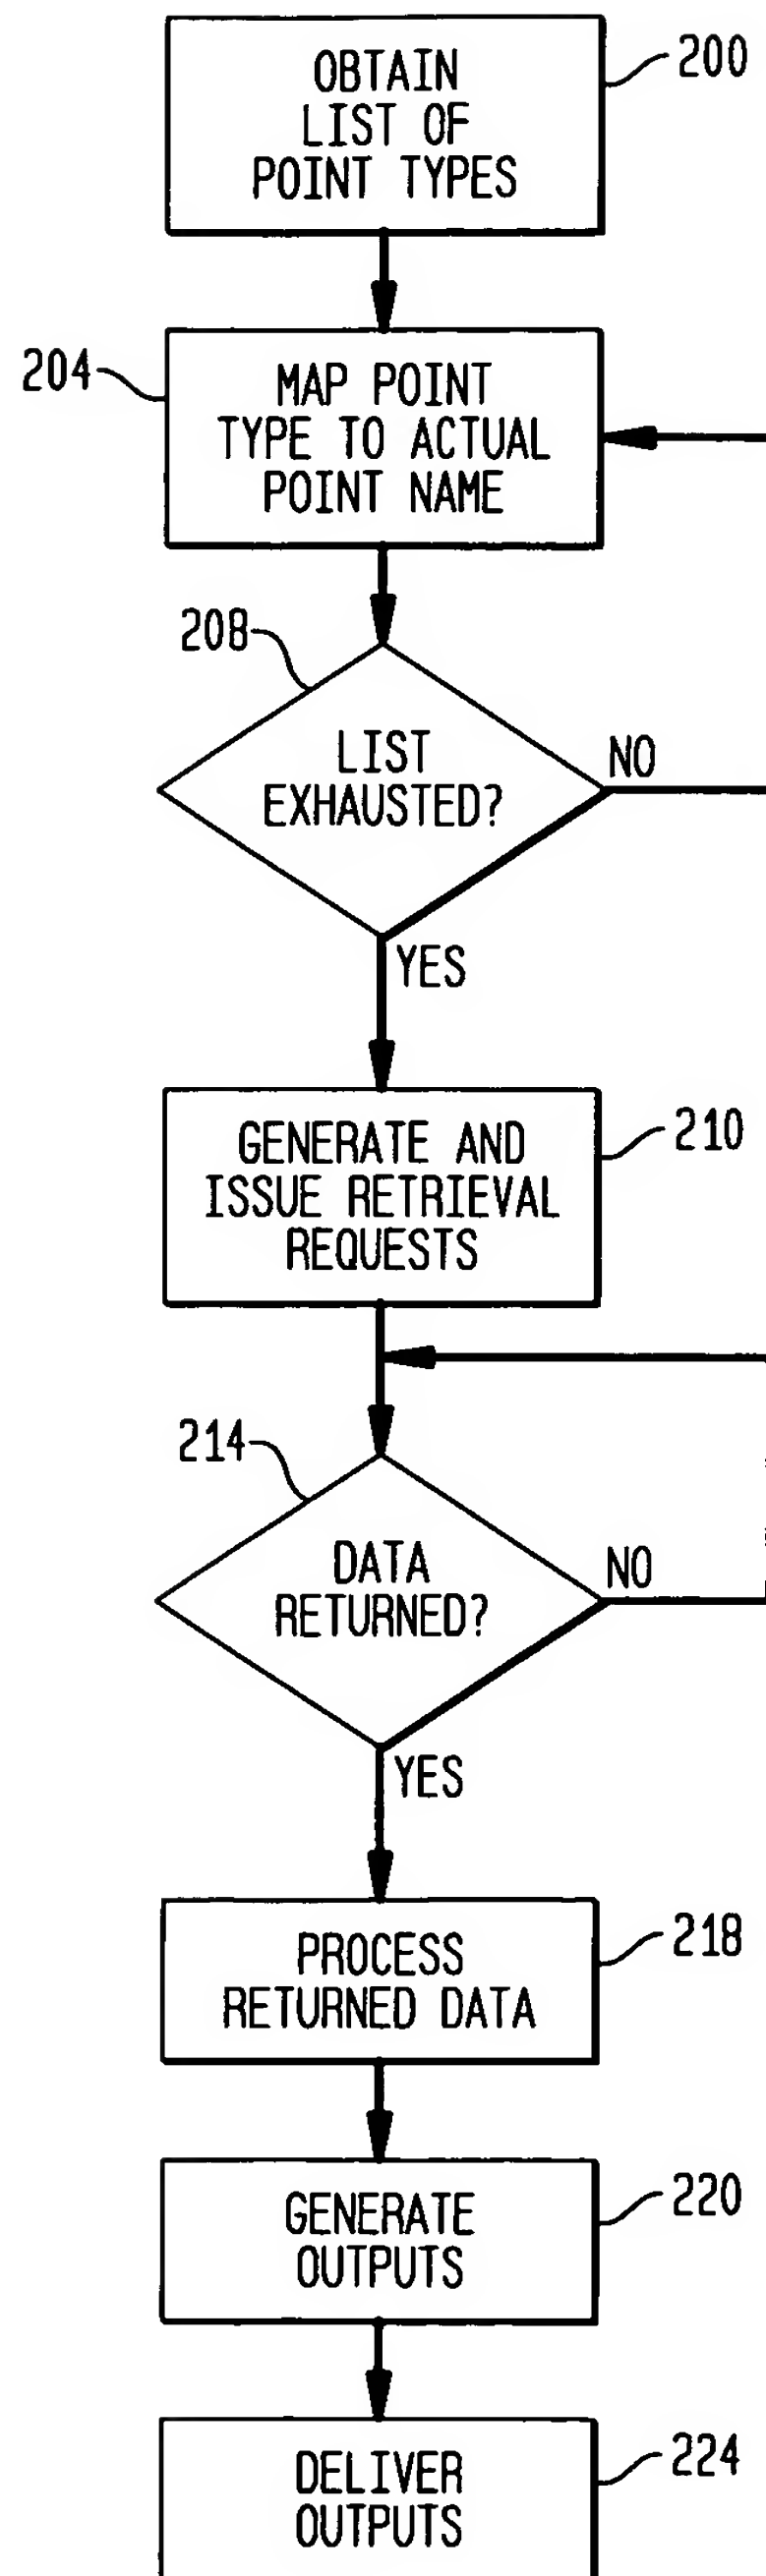 OBTAIN
LIST OF
POINT TYPES
200
204
MAP POINT
TYPE TO ACTUAL
POINT NAME
208
LIST
EXHAUSTED?
NO
YES
GENERATE AND
ISSUE RETRIEVAL
REQUESTS
210
214
DATA
RETURNED?
NO
YES
PROCESS
RETURNED DATA
218
GENERATE
OUTPUTS
220
DELIVER
OUTPUTS
224